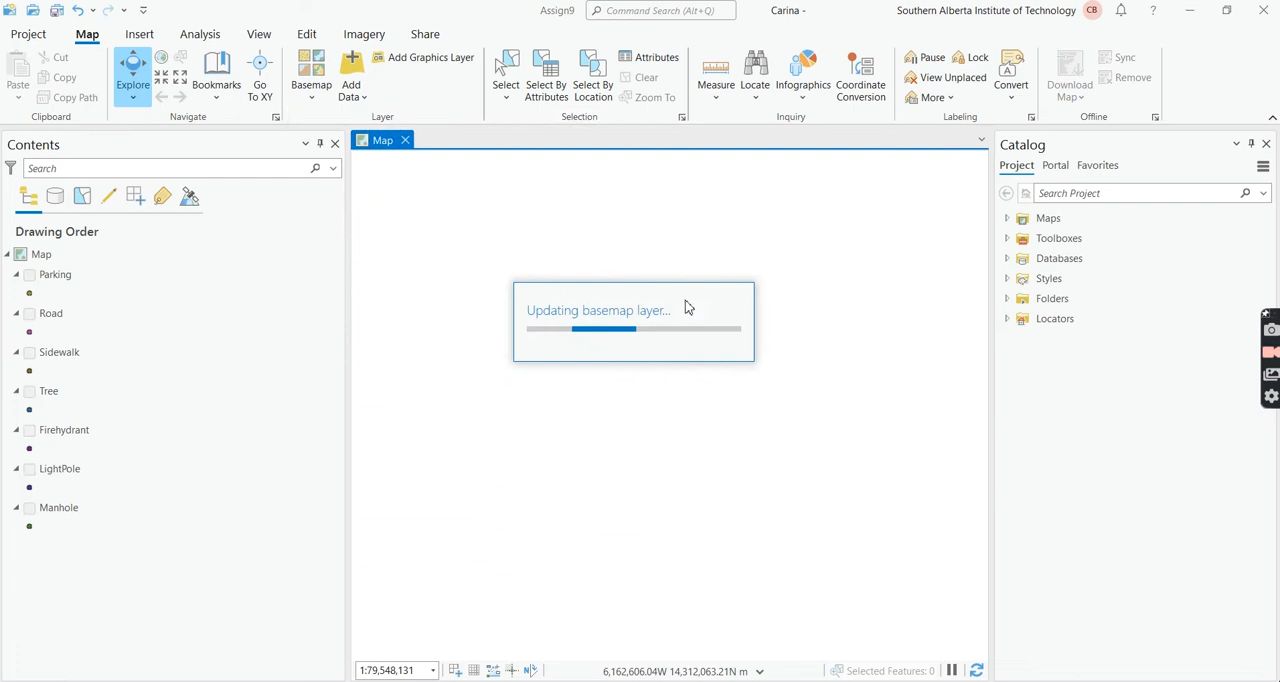 Assign9
Command Search (Alt+Q)
Carina -
Southern Alberta Institute of Technology
CB
?
Project
Map
Insert
Analysis
View
Edit
Imagery
Share
Paste
Cut
Copy
Copy Path
Clipboard
Explore
Bookmarks
Go
To XY
Navigate
Basemap
Add
Data
Add Graphics Layer
Layer
Select
Select By
Attributes
Select By
Location
Attributes
Clear
Zoom To
Selection
Measure
Locate
Infographics
Coordinate
Conversion
Inquiry
Pause
Lock
View Unplaced
More
Convert
Labeling
Download
Map
Sync
Remove
Offline
Contents
Search
Drawing Order
Map
Parking
Road
Sidewalk
Tree
Firehydrant
LightPole
Manhole
Map
Updating basemap layer...
1:79,548,131
6,162,606.04W 14,312,063.21N m
Selected Features: 0
Catalog
Project
Portal
Favorites
Search Project
Maps
Toolboxes
Databases
Styles
Folders
Locators